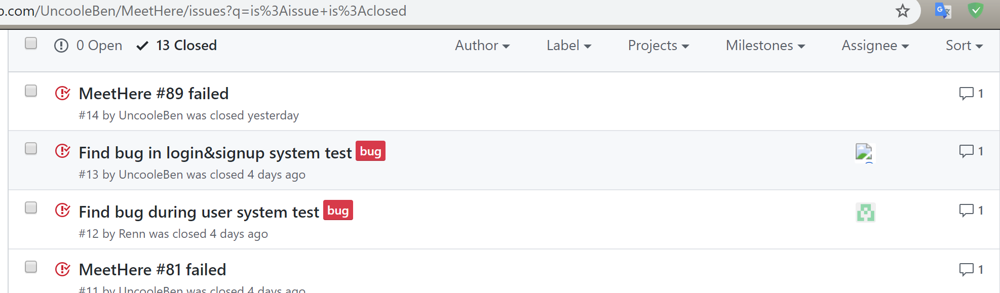 o.com/UncooleBen/MeetHere/issues?q=is%3Aissue+is%3Aclosed
0 Open 13 Closed Author Label Projects Milestones Assignee Sort
MeetHere #89 failed 1
#14 by UncooleBen was closed yesterday
Find bug in login&signup system test bug 1
#13 by UncooleBen was closed 4 days ago
Find bug during user system test bug 1
#12 by Renn was closed 4 days ago
MeetHere #81 failed 1
#11 by UncooleBen was closed 4 days ago